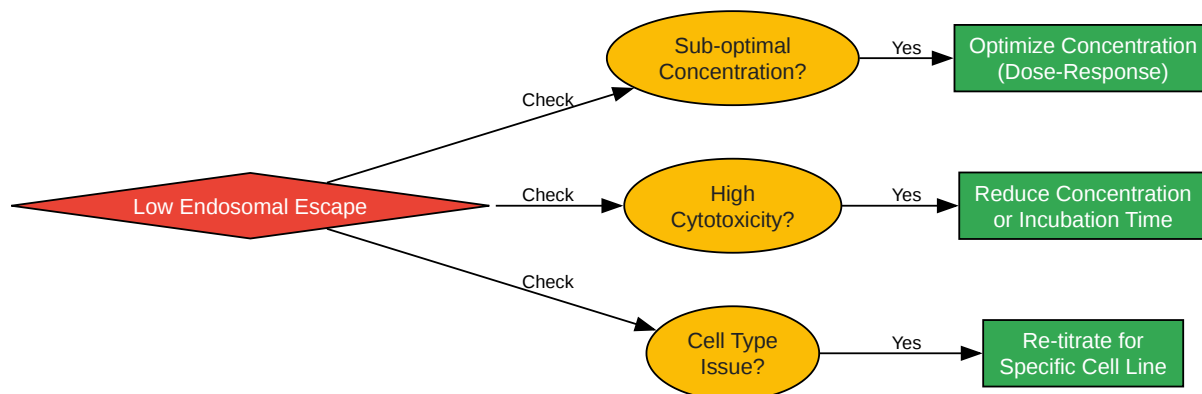 Sub-optimal
Concentration?
Yes
Optimize Concentration
(Dose-Response)
Check
Low Endosomal Escape
Check
High
Cytotoxicity?
Yes
Reduce Concentration
or Incubation Time
Check
Cell Type
Issue?
Yes
Re-titrate for
Specific Cell Line